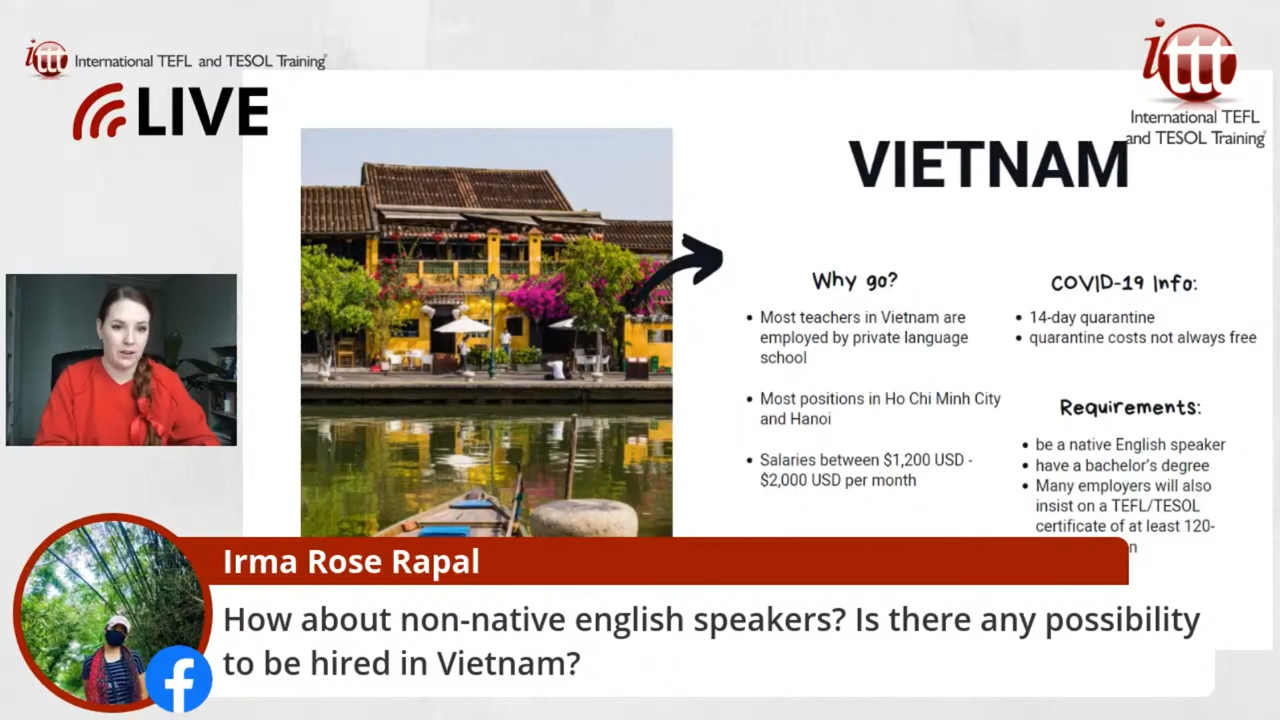 ittt International TEFL and TESOL Training
LIVE
ittt
International TEFL
and TESOL Training
VIETNAM
Why go?
• Most teachers in Vietnam are
employed by private language
school
• Most positions in Ho Chi Minh City
and Hanoi
• Salaries between $1,200 USD -
$2,000 USD per month
COVID-19 Info:
• 14-day quarantine
• quarantine costs not always free
Requirements:
• be a native English speaker
• have a bachelor's degree
• Many employers will also
insist on a TEFL/TESOL
certificate of at least 120-
Irma Rose Rapal
How about non-native english speakers? Is there any possibility
to be hired in Vietnam?